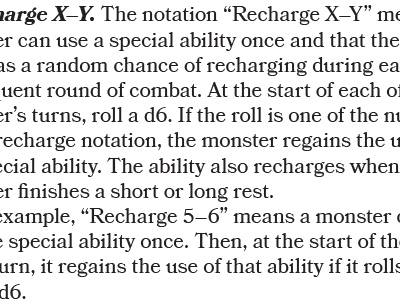 harge X–Y. The notation “Recharge X–Y” me
er can use a special ability once and that the
as a random chance of recharging during ea
quent round of combat. At the start of each of
er’s turns, roll a d6. If the roll is one of the nu
recharge notation, the monster regains the u
ecial ability. The ability also recharges when
er finishes a short or long rest.
example, “Recharge 5–6” means a monster c
e special ability once. Then, at the start of the
urn, it regains the use of that ability if it rolls
d6.